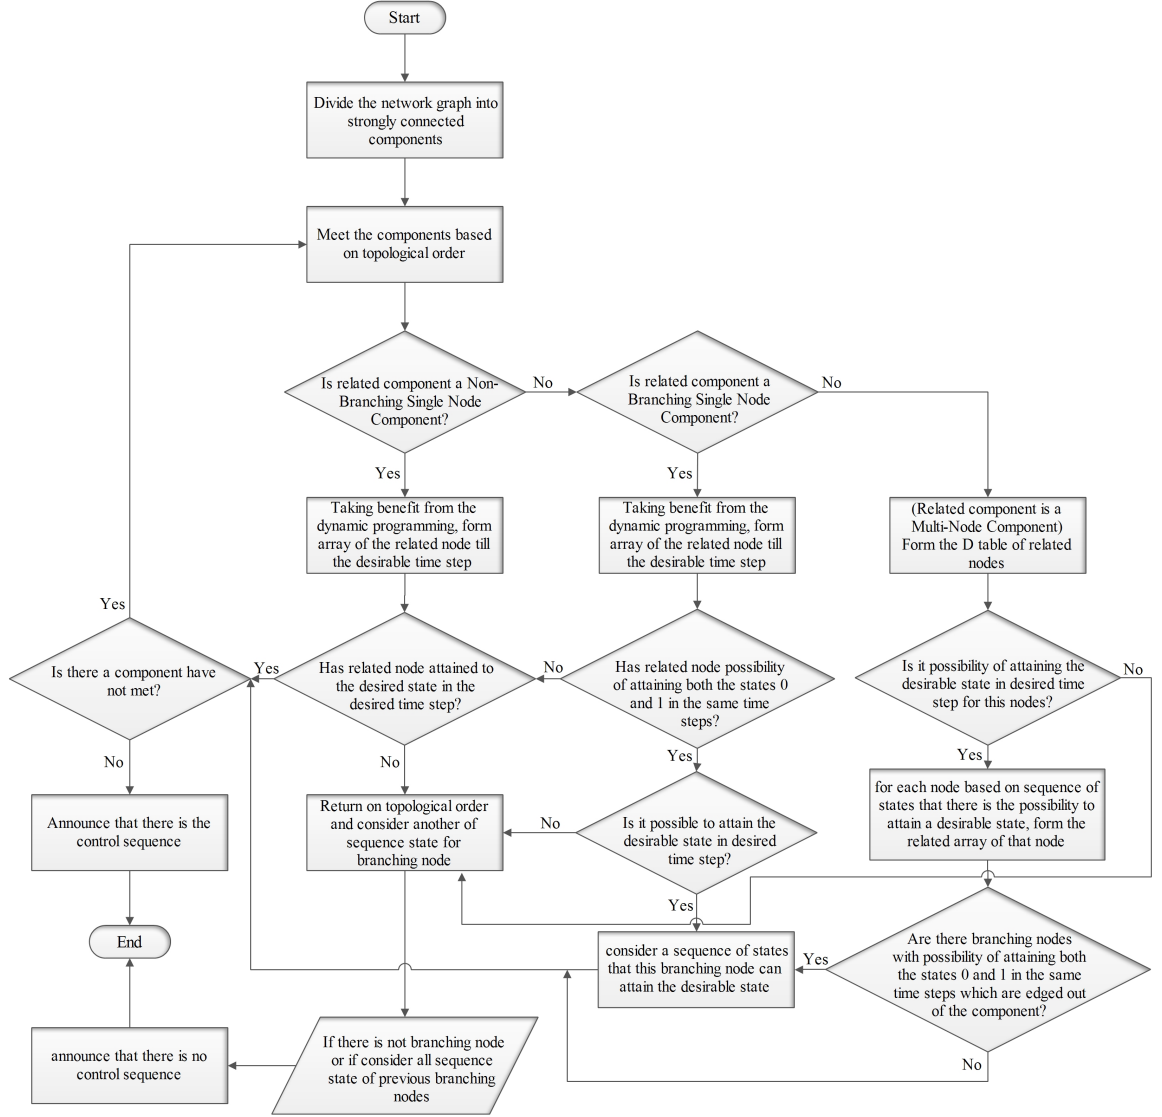 Start
Divide the network graph into
strongly connected
components
Meet the components based
on topological order
Is related component a Non-
Branching Single Node
Component?
No
Is related component a
Branching Single Node
Component?
No
Yes
Yes
Taking benefit from the
dynamic programming, form
array of the related node till
the desirable time step
Taking benefit from the
dynamic programming, form
array of the related node till
the desirable time step
(Related component is a
Multi-Node Component)
Form the D table of related
nodes
Yes
Is there a component have
not met?
Yes
Has related node attained to
the desired state in the
desired time step?
No
Has related node possibility
of attaining both the states 0
and 1 in the same time
steps?
Is it possibility of attaining the
desirable state in desired time
step for this nodes?
No
No
No
Yes
Yes
Announce that there is the
control sequence
Return on topological order
and consider another of
sequence state for
branching node
No
Is it possible to attain the
desirable state in desired
time step?
for each node based on sequence of
states that there is the possibility to
attain a desirable state, form the
related array of that node
Yes
End
consider a sequence of states
that this branching node can
attain the desirable state
Yes
Are there branching nodes
with possibility of attaining both
the states 0 and 1 in the same
time steps which are edged out
of the component?
No
announce that there is no
control sequence
If there is not branching node
or if consider all sequence
state of previous branching
nodes